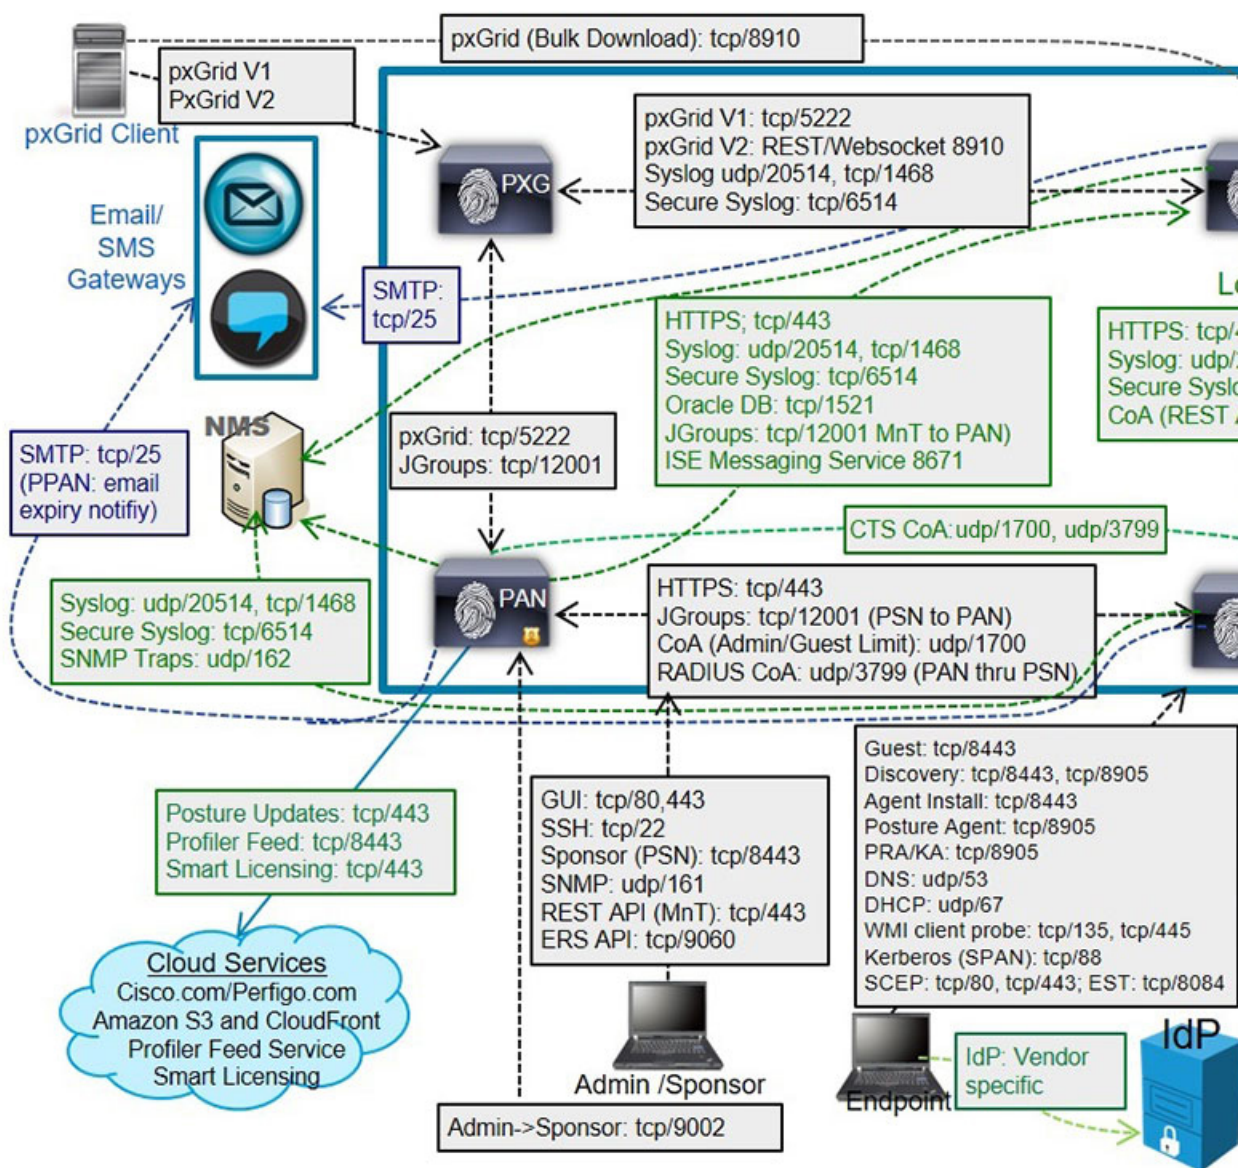 pxGrid (Bulk Download): tcp/8910
pxGrid V1
PxGrid V2
pxGrid Client
PXG
pxGrid V1: tcp/5222
pxGrid V2: REST/Websocket 8910
Syslog udp/20514, tcp/1468
Secure Syslog: tcp/6514
Email/
SMS
Gateways
SMTP:
tcp/25
HTTPS; tcp/443
Syslog: udp/20514, tcp/1468
Secure Syslog: tcp/6514
Oracle DB: tcp/1521
JGroups: tcp/12001 MnT to PAN)
ISE Messaging Service 8671
HTTPS: tcp/4
Syslog: udp/
Secure Syslo
CoA (REST
NMS
SMTP: tcp/25
(PPAN: email
expiry notifiy)
pxGrid: tcp/5222
JGroups: tcp/12001
CTS CoA:udp/1700, udp/3799
PAN
HTTPS: tcp/443
JGroups: tcp/12001 (PSN to PAN)
CoA (Admin/Guest Limit): udp/1700
RADIUS CoA: udp/3799 (PAN thru PSN)
Syslog: udp/20514, tcp/1468
Secure Syslog: tcp/6514
SNMP Traps: udp/162
Posture Updates: tcp/443
Profiler Feed: tcp/8443
Smart Licensing: tcp/443
GUI: tcp/80,443
SSH: tcp/22
Sponsor (PSN): tcp/8443
SNMP: udp/161
REST API (MnT): tcp/443
ERS API: tcp/9060
Guest: tcp/8443
Discovery: tcp/8443, tcp/8905
Agent Install: tcp/8443
Posture Agent: tcp/8905
PRA/KA: tcp/8905
DNS: udp/53
DHCP: udp/67
WMI client probe: tcp/135, tcp/445
Kerberos (SPAN): tcp/88
SCEP: tcp/80, tcp/443; EST: tcp/8084
Cloud Services
Cisco.com/Perfigo.com
Amazon S3 and CloudFront
Profiler Feed Service
Smart Licensing
Admin /Sponsor
Endpoint
IdP: Vendor
specific
IdP
Admin->Sponsor: tcp/9002